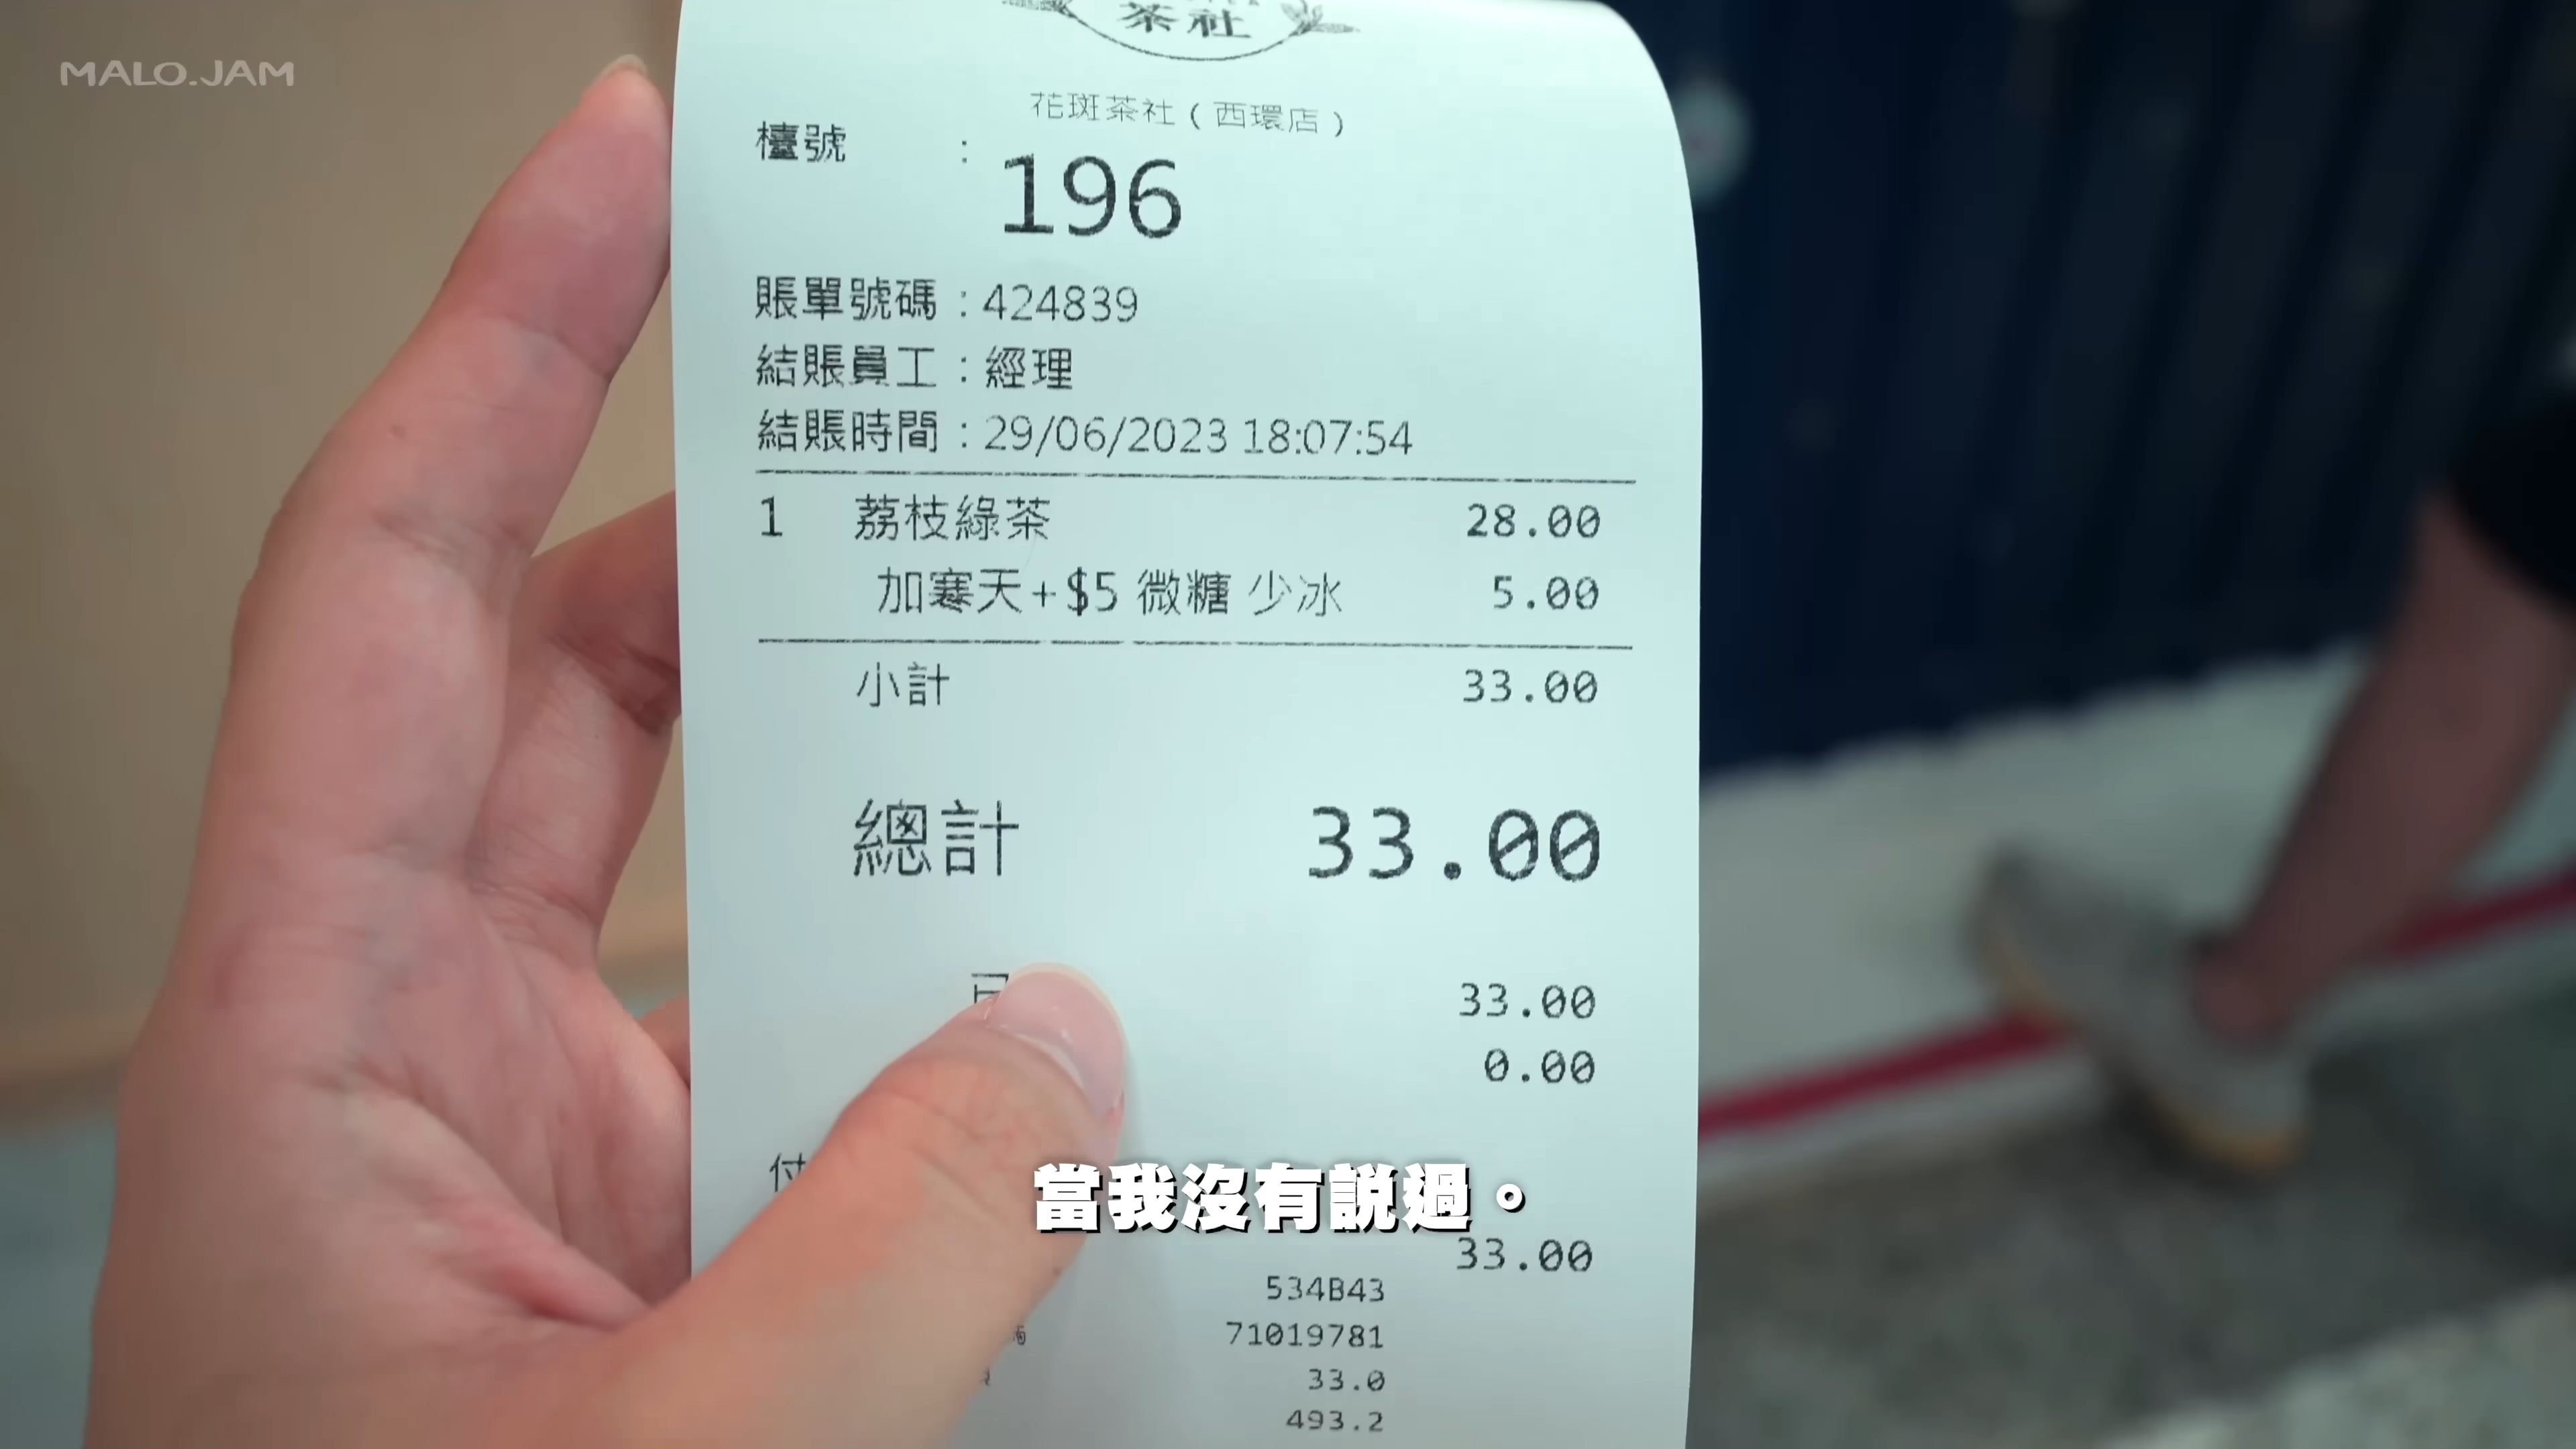 MALO.JAM
茶社
花斑茶社(西環店)
檯號 : 196
賬單號碼 : 424839
結賬員工 : 經理
結賬時間 : 29/06/2023 18:07:54
1 荔枝綠茶 28.00
加寒天+$5 微糖 少冰 5.00
小計 33.00
總計 33.00
33.00
0.00
付
當我沒有説過。
33.00
534B43
71019781
33.0
493.2